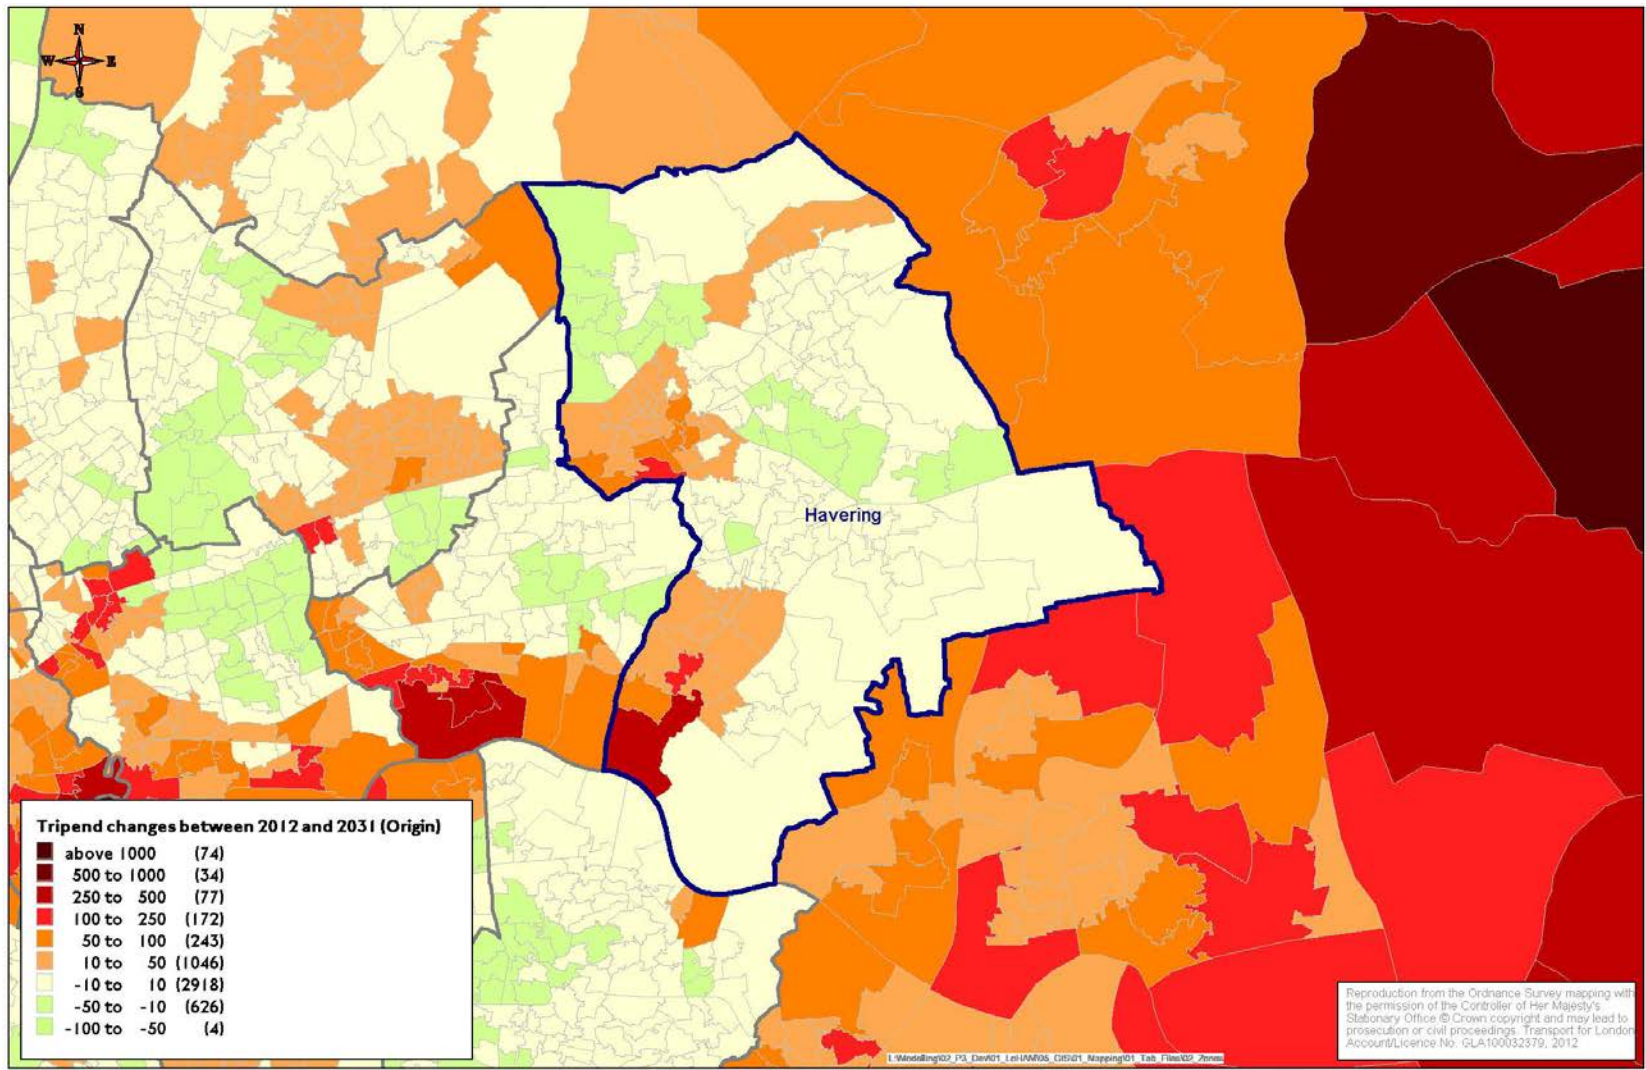 N
W E
S
Havering
Tripend changes between 2012 and 2031 (Origin)
above 1000 (74)
500 to 1000 (34)
250 to 500 (77)
100 to 250 (172)
50 to 100 (243)
10 to 50 (1046)
-10 to 10 (2918)
-50 to -10 (626)
-100 to -50 (4)
Reproduction from the Ordnance Survey mapping with
the permission of the Controller of Her Majesty's
Stationary Office © Crown copyright and may lead to
prosecution or civil proceedings. Transport for London
Account/Licence No. GLA100032379, 2012